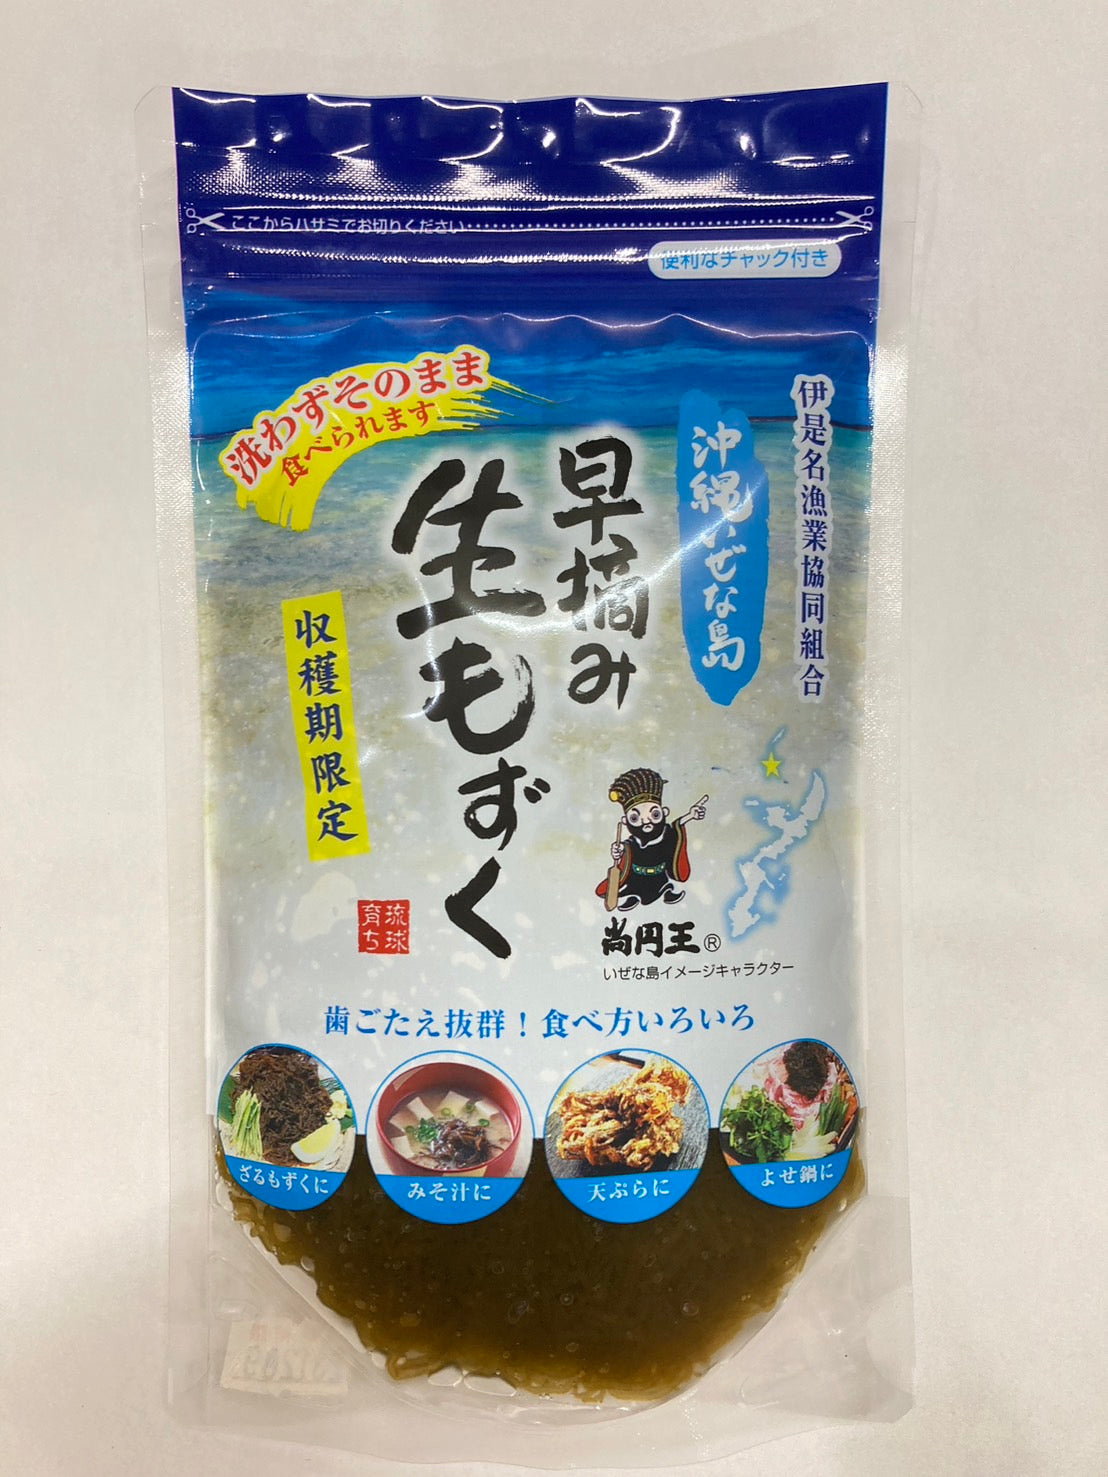 ここからハサミでお切りください
便利なチャック付き
洗わずそのまま
食べられます
伊是名漁業協同組合
沖縄いぜな島
早摘み
生もずく
収穫期限定
琉球
育ち
尚円王®
いぜな島イメージキャラクター
歯ごたえ抜群!食べ方いろいろ
ざるもずくに
みそ汁に
天ぷらに
よせ鍋に